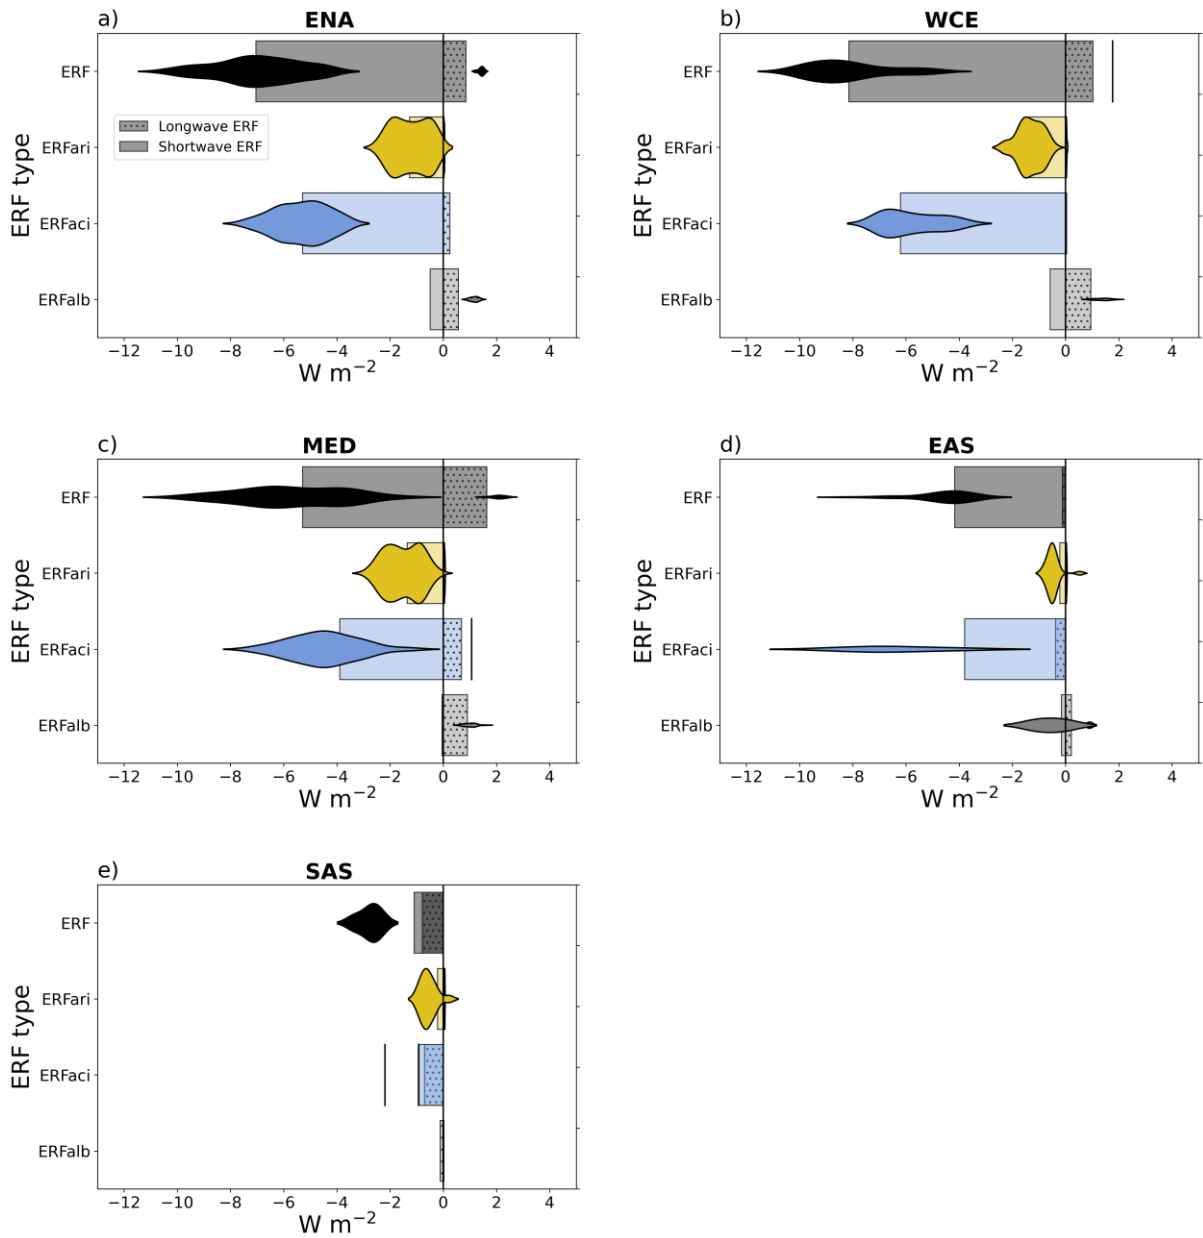 a) ENA
ERF
ERFari
ERFaci
ERFalb
ERF type
Longwave ERF
Shortwave ERF
−12 −10 −8 −6 −4 −2 0 2 4
W m−2
b) WCE
ERF
ERFari
ERFaci
ERFalb
ERF type
−12 −10 −8 −6 −4 −2 0 2 4
W m−2
c) MED
ERF
ERFari
ERFaci
ERFalb
ERF type
−12 −10 −8 −6 −4 −2 0 2 4
W m−2
d) EAS
ERF
ERFari
ERFaci
ERFalb
ERF type
−12 −10 −8 −6 −4 −2 0 2 4
W m−2
e) SAS
ERF
ERFari
ERFaci
ERFalb
ERF type
−12 −10 −8 −6 −4 −2 0 2 4
W m−2